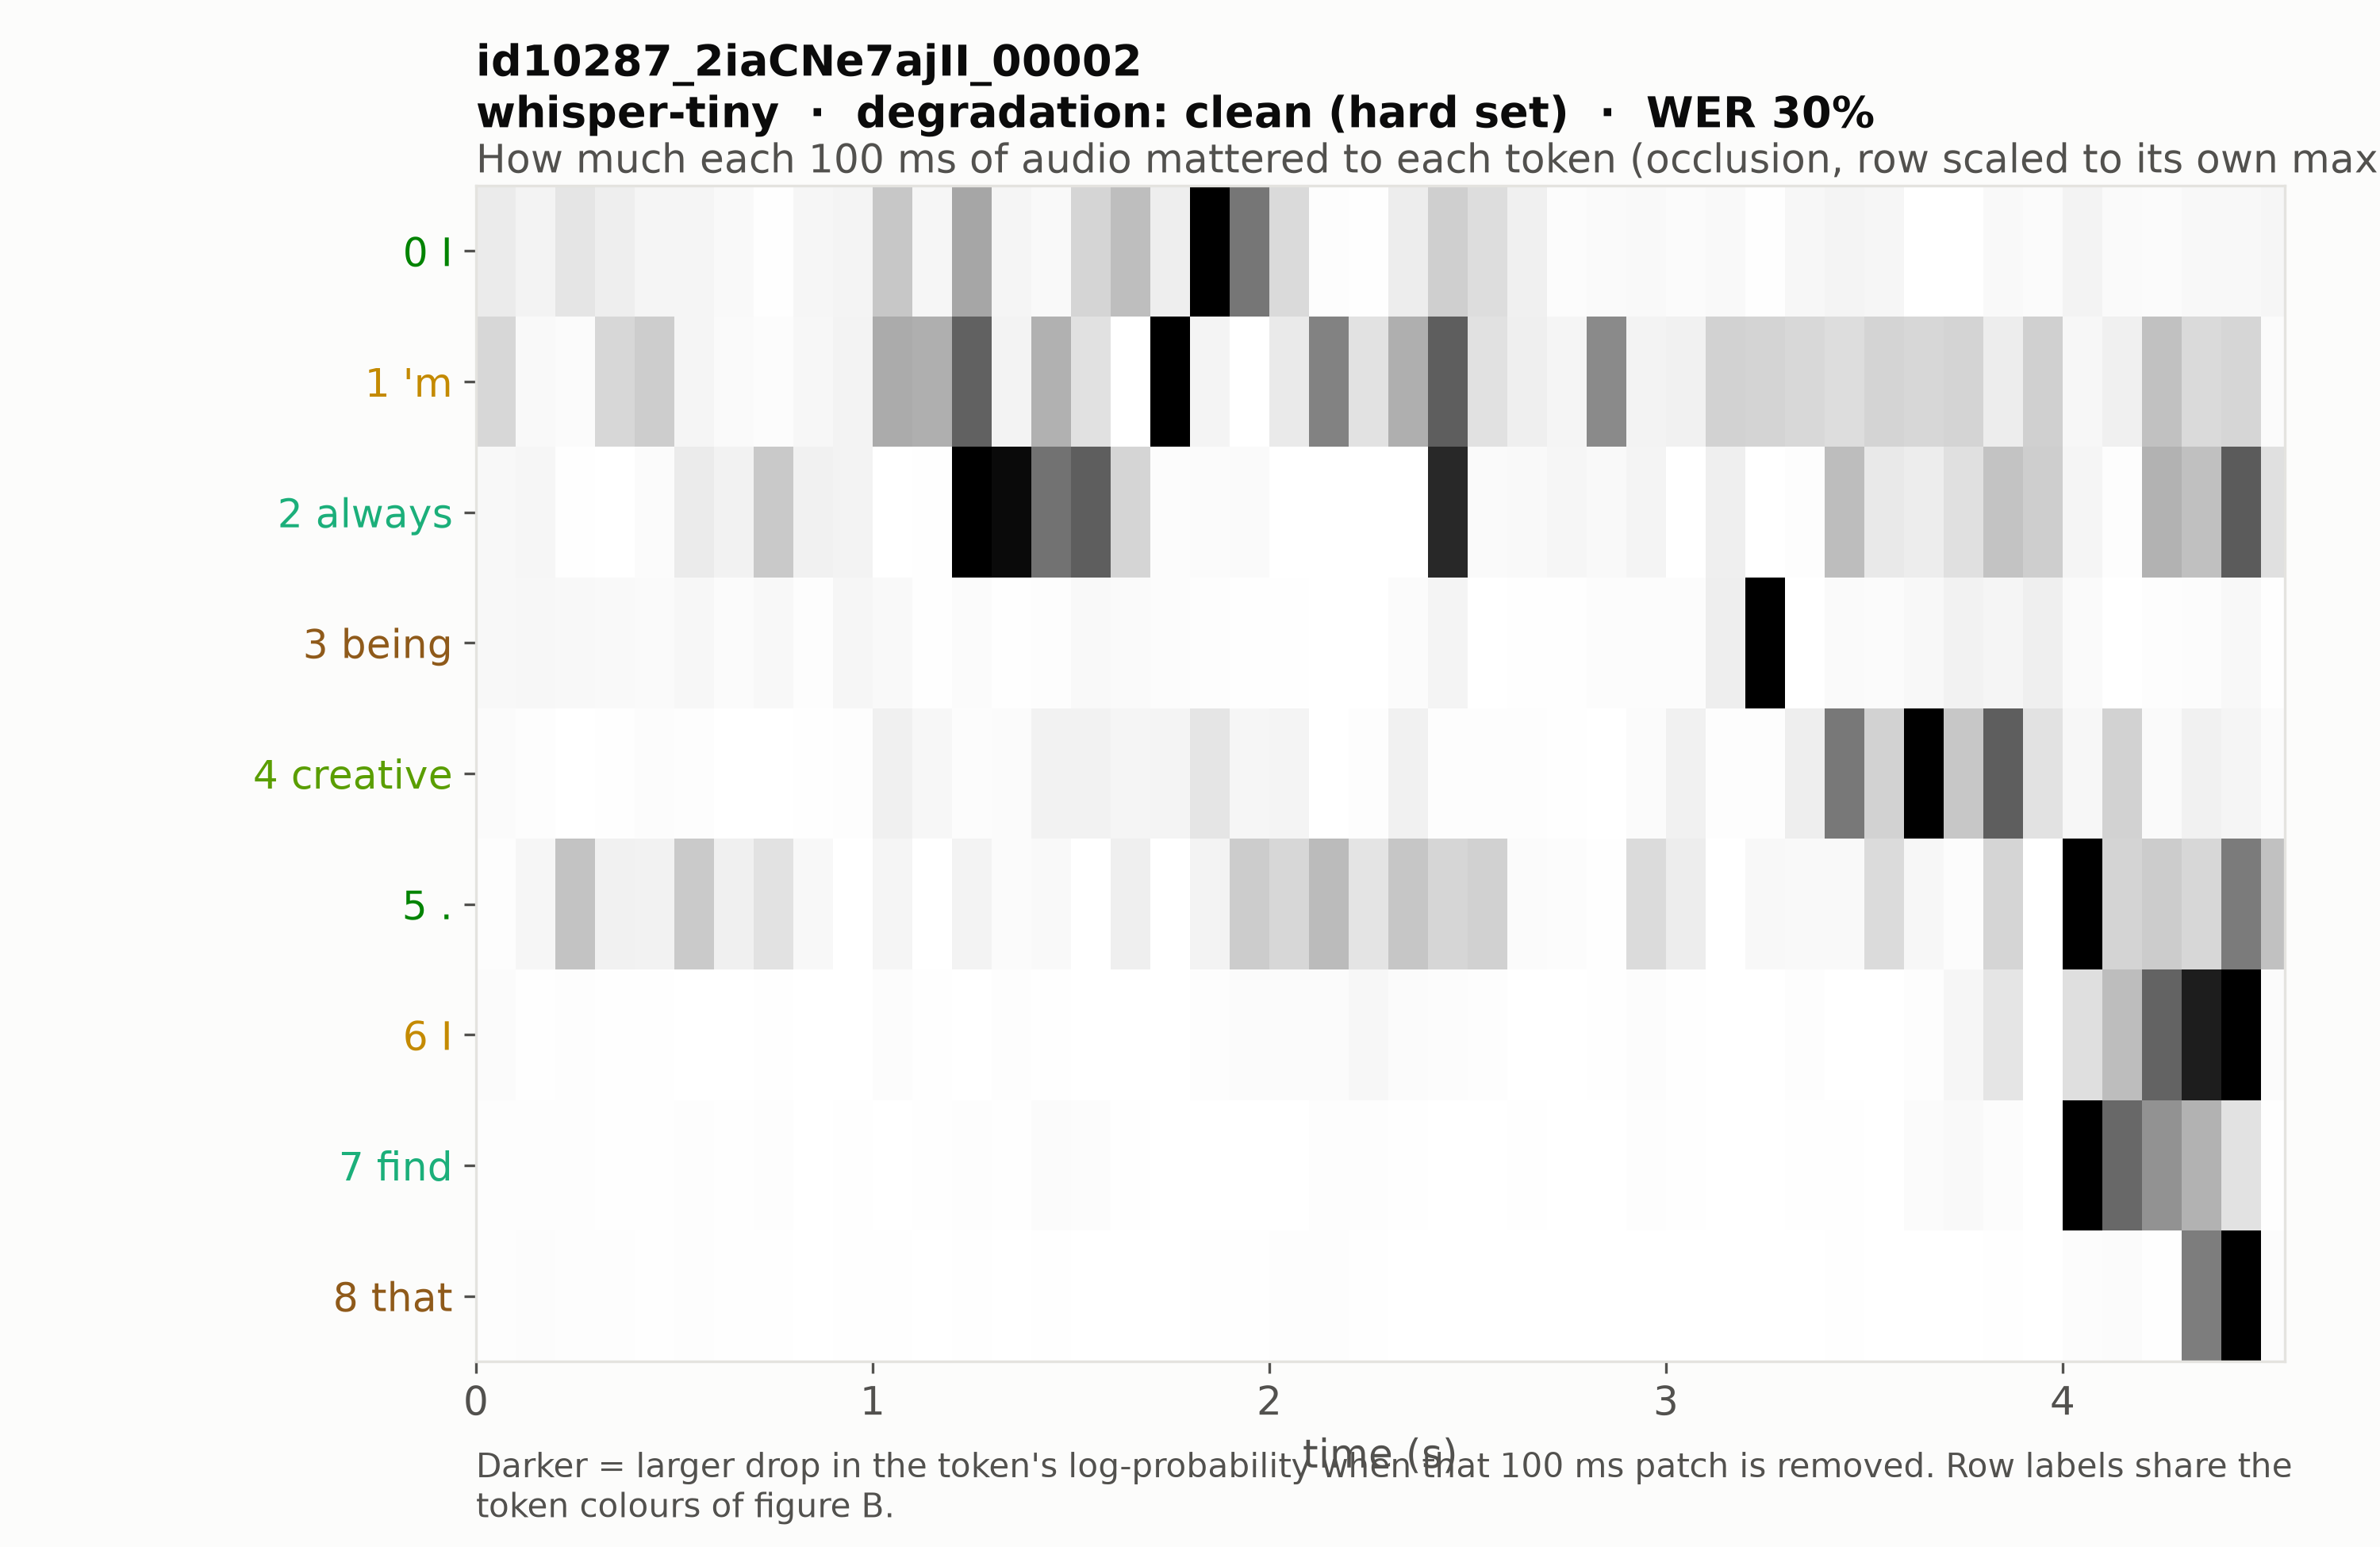 id10287_2iaCNe7ajlI_00002
whisper-tiny · degradation: clean (hard set) · WER 30%
How much each 100 ms of audio mattered to each token (occlusion, row scaled to its own max
0 I
1 'm
2 always
3 being
4 creative
5 .
6 I
7 find
8 that
0 1 2 3 4
time (s)
Darker = larger drop in the token's log-probability when that 100 ms patch is removed. Row labels share the
token colours of figure B.